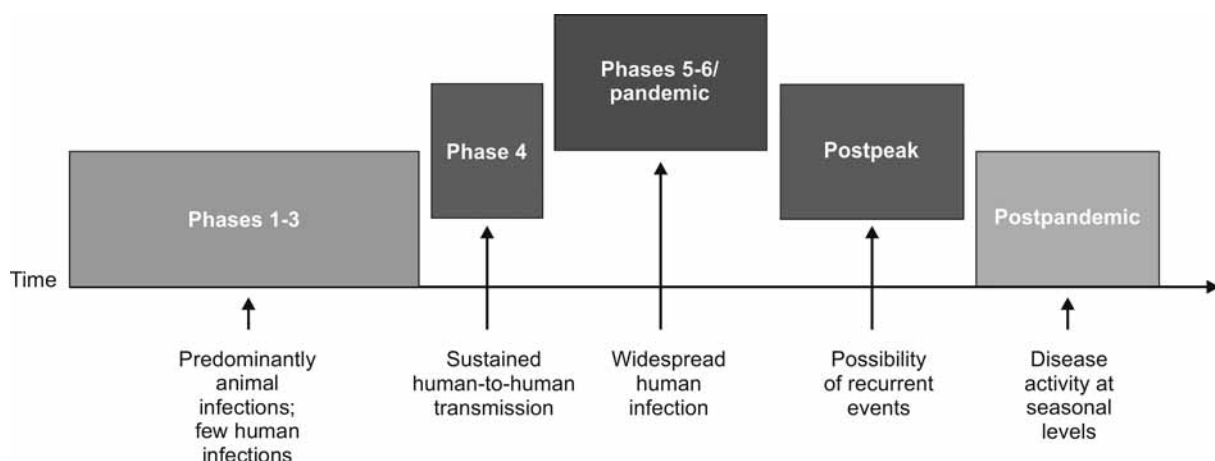 Phases 5-6/
pandemic
Phase 4
Postpeak
Phases 1-3
Postpandemic
Time
Predominantly
animal
infections;
few human
infections
Sustained
human-to-human
transmission
Widespread
human
infection
Possibility
of recurrent
events
Disease
activity at
seasonal
levels